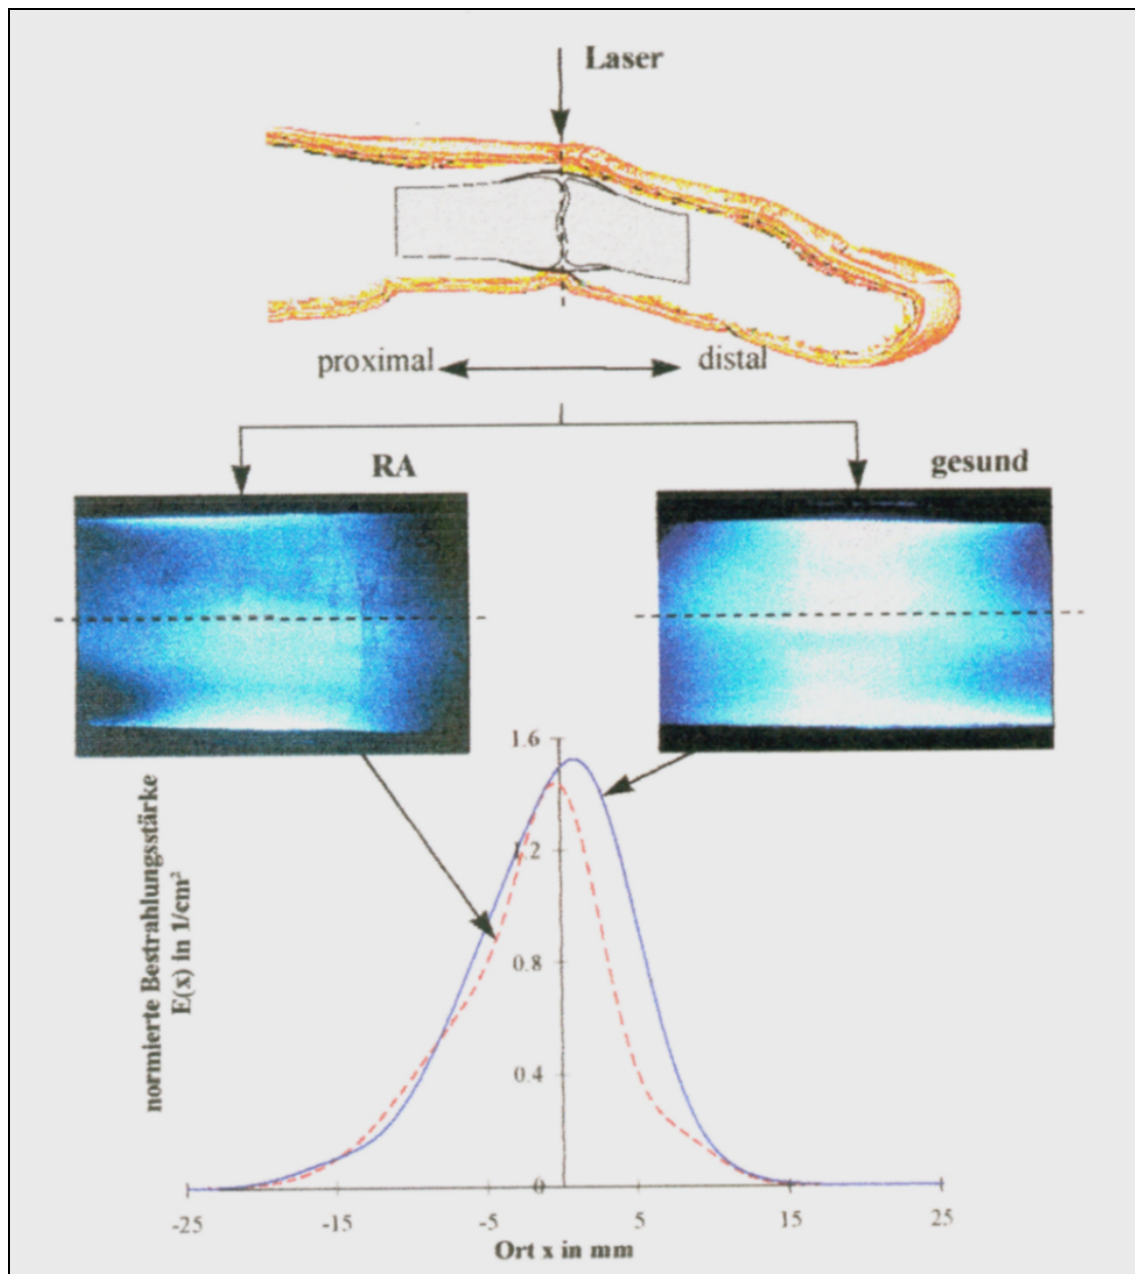 Laser
proximal
distal
RA
gesund
normierte Bestrahlungsstärke
E(x) in 1/cm²
1.6
1.2
0.8
0.4
0
-25
-15
-5
5
15
25
Ort x in mm